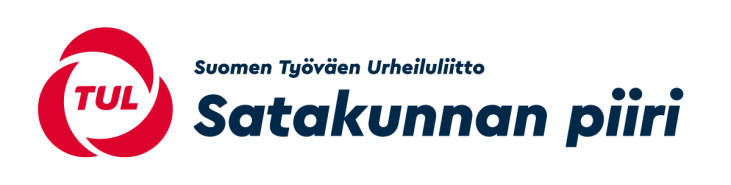 TUL
Suomen Työväen Urheiluliitto
Satakunnan piiri